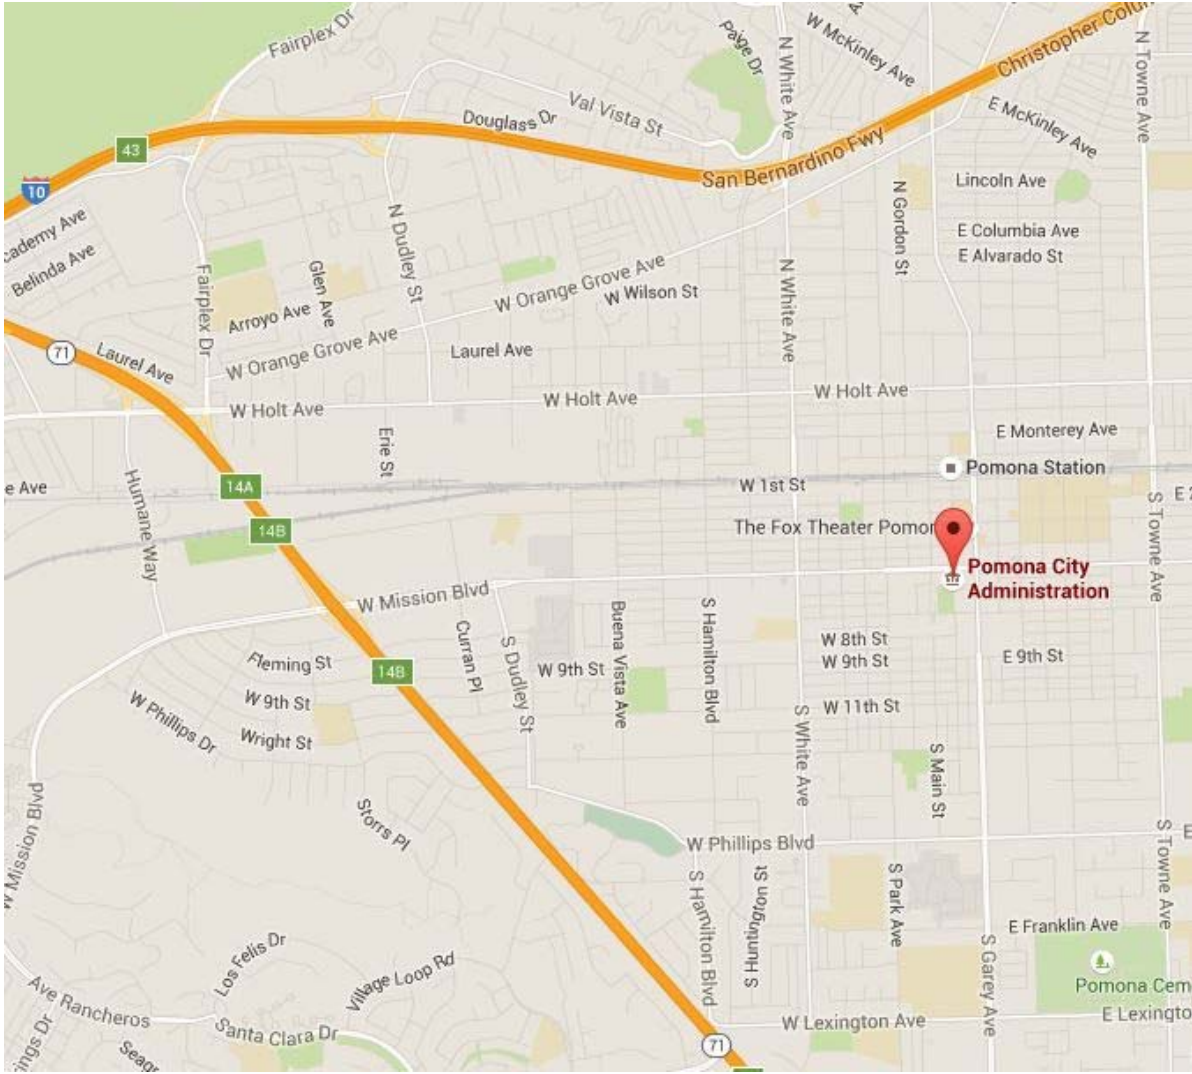 Fairplex Dr
Paige Dr
N White Ave
W McKinley Ave
Christopher Colu
N Towne Ave
43
Douglass Dr
Val Vista St
E McKinley Ave
San Bernardino Fwy
10
Lincoln Ave
N Gordon St
cademy Ave
N Dudley St
E Columbia Ave
Belinda Ave
E Alvarado St
Fairplex Dr
Glen Ave
W Orange Grove Ave
W Wilson St
N White Ave
Arroyo Ave
71
Laurel Ave
W Orange Grove Ave
Laurel Ave
W Holt Ave
W Holt Ave
W Holt Ave
Erie St
E Monterey Ave
Pomona Station
e Ave
14A
W 1st St
E 2
Humane Way
14B
The Fox Theater Pomon
S Towne Ave
Pomona City
Administration
W Mission Blvd
Curran Pl
S Dudley St
Buena Vista Ave
S Hamilton Blvd
W 8th St
W 9th St
E 9th St
Fleming St
14B
W 9th St
W 9th St
W 11th St
W Phillips Dr
Wright St
S White Ave
S Main St
W Mission Blvd
Storrs Pl
W Phillips Blvd
S Towne Ave
E
S Hamilton Blvd
S Huntington St
S Park Ave
E Franklin Ave
Los Felis Dr
Village Loop Rd
S Garey Ave
Pomona Cem
Ave Rancheros
Santa Clara Dr
W Lexington Ave
E Lexingto
ings Dr
Seagr
71